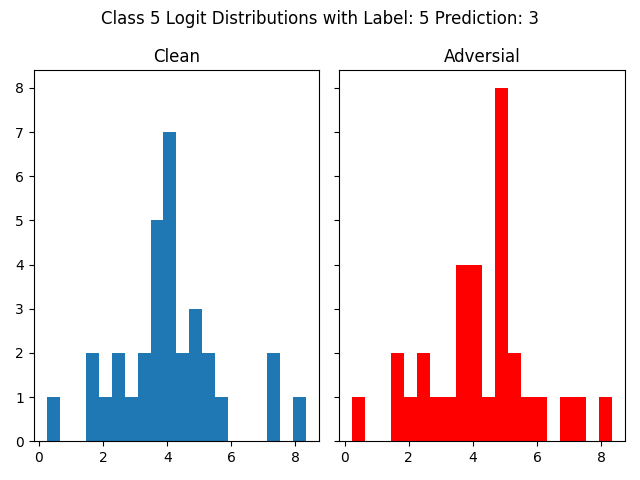 Class 5 Logit Distributions with Label: 5 Prediction: 3
Clean
Adversial
8
7
6
5
4
3
2
1
0
0 2 4 6 8
0 2 4 6 8